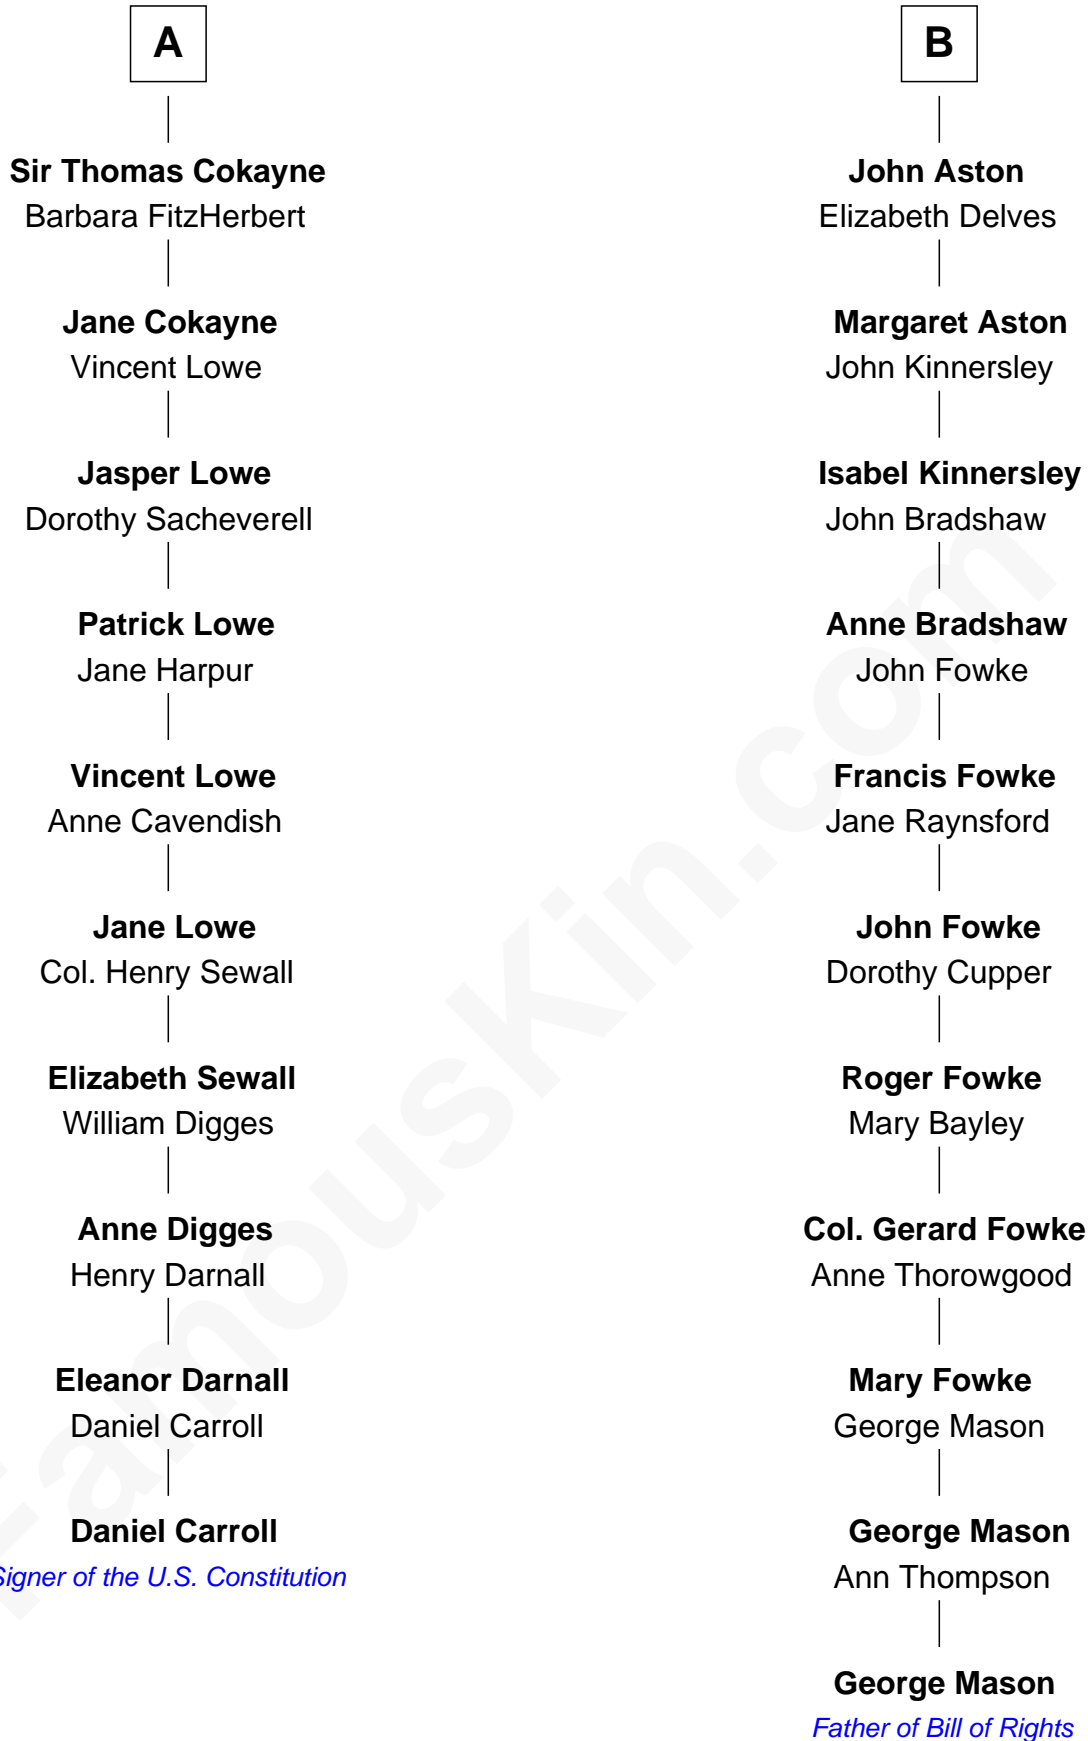 A
Sir Thomas Cokayne
Barbara FitzHerbert
Jane Cokayne
Vincent Lowe
Jasper Lowe
Dorothy Sacheverell
Patrick Lowe
Jane Harpur
Vincent Lowe
Anne Cavendish
Jane Lowe
Col. Henry Sewall
Elizabeth Sewall
William Digges
Anne Digges
Henry Darnall
Eleanor Darnall
Daniel Carroll
Daniel Carroll
Signer of the U.S. Constitution
B
John Aston
Elizabeth Delves
Margaret Aston
John Kinnersley
Isabel Kinnersley
John Bradshaw
Anne Bradshaw
John Fowke
Francis Fowke
Jane Raynsford
John Fowke
Dorothy Cupper
Roger Fowke
Mary Bayley
Col. Gerard Fowke
Anne Thorowgood
Mary Fowke
George Mason
George Mason
Ann Thompson
George Mason
Father of Bill of Rights
FamousKin.com